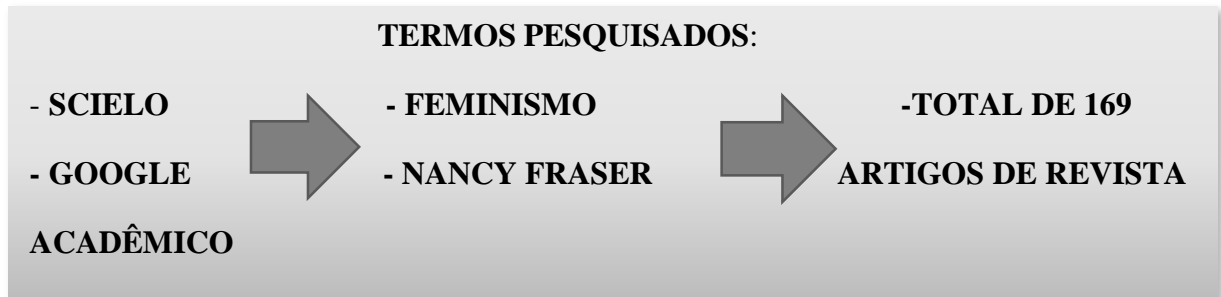 TERMOS PESQUISADOS:
- SCIELO
- GOOGLE
ACADÊMICO
- FEMINISMO
- NANCY FRASER
-TOTAL DE 169
ARTIGOS DE REVISTA